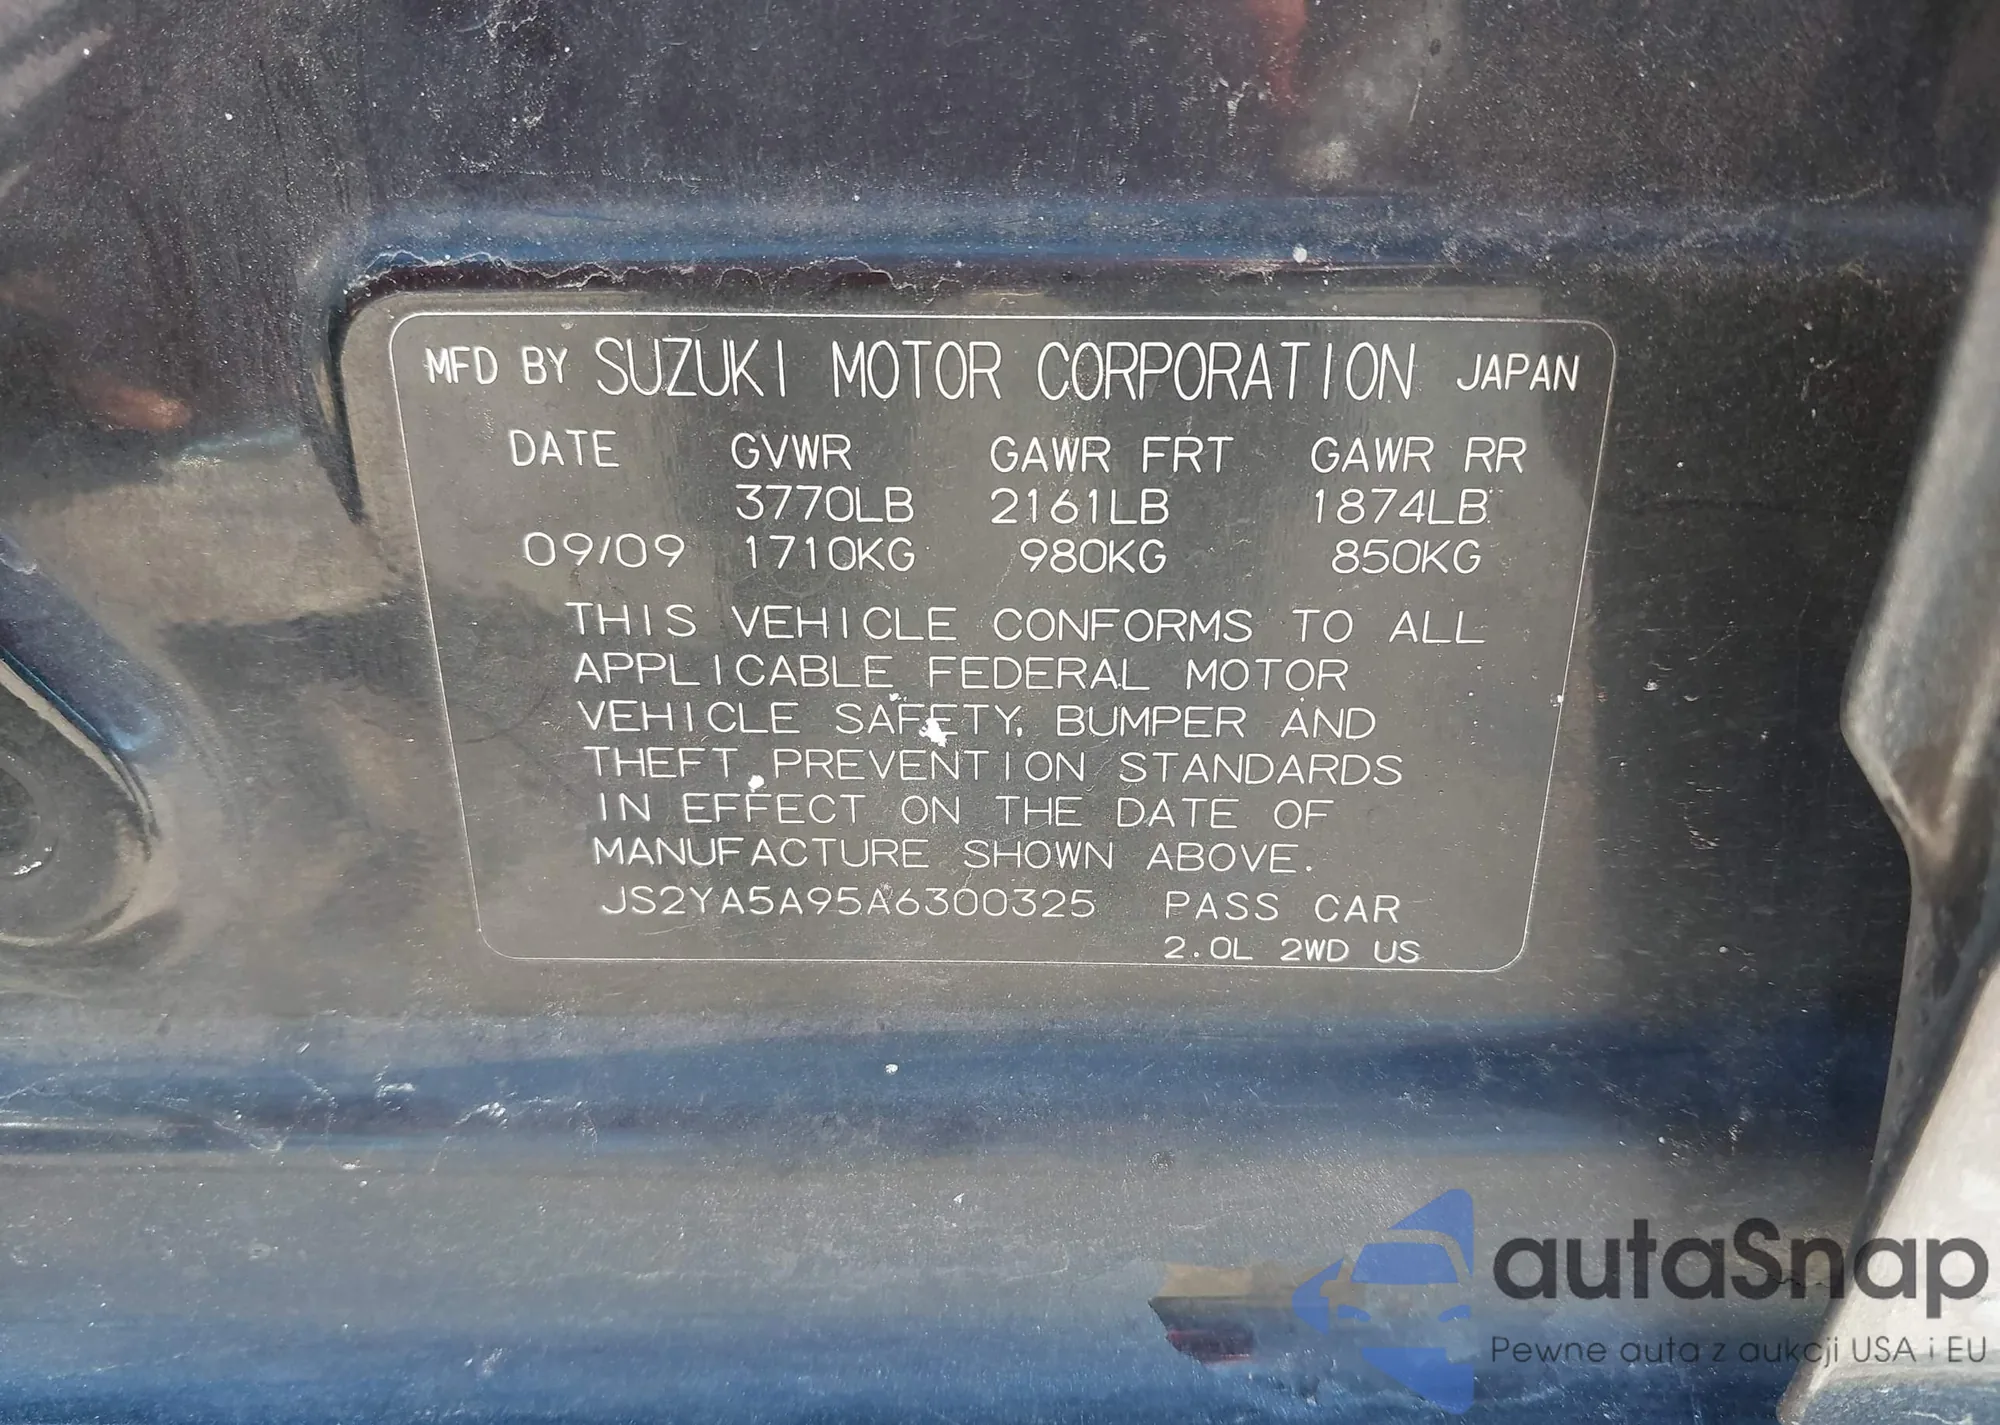 MFD BY SUZUKI MOTOR CORPORATION JAPAN
DATE GVWR GAWR FRT GAWR RR
3770LB 2161LB 1874LB
09/09 1710KG 980KG 850KG
THIS VEHICLE CONFORMS TO ALL
APPLICABLE FEDERAL MOTOR
VEHICLE SAFETY, BUMPER AND
THEFT PREVENTION STANDARDS
IN EFFECT ON THE DATE OF
MANUFACTURE SHOWN ABOVE.
JS2YA5A95A6300325 PASS CAR
2.0L 2WD US
autaSnap
Pewne auta z aukcji USA i EU